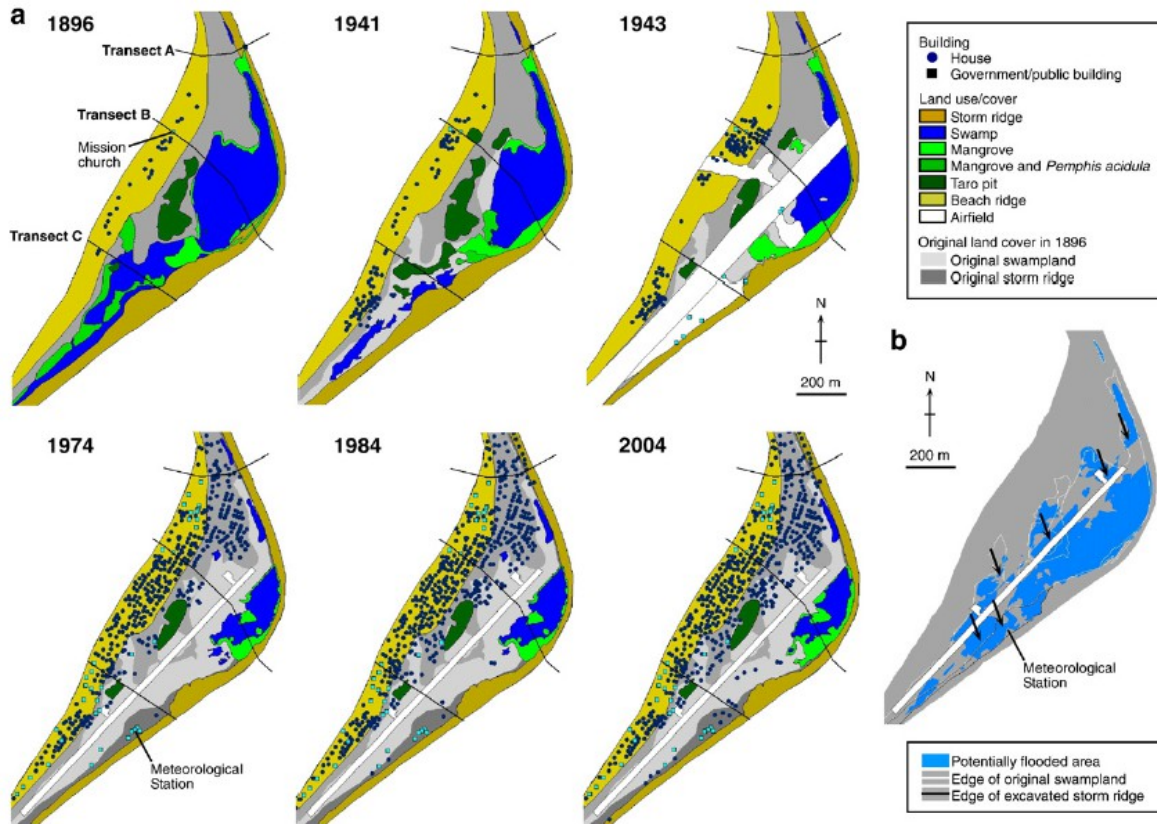 a
1896
1941
1943
Transect A
Transect B
Mission
church
Transect C
N
200 m
Building
House
Government/public building
Land use/cover
Storm ridge
Swamp
Mangrove
Mangrove and Pemphis acidula
Taro pit
Beach ridge
Airfield
Original land cover in 1896
Original swampland
Original storm ridge
1974
1984
2004
Meteorological
Station
b
N
200 m
Meteorological
Station
Potentially flooded area
Edge of original swampland
Edge of excavated storm ridge